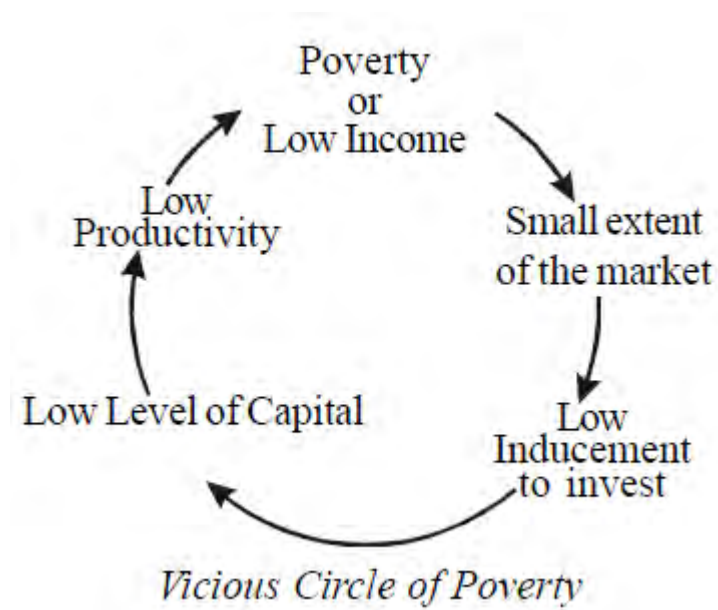 Poverty
or
Low Income
Small extent
of the market
Low
Inducement
to invest
Low Level of Capital
Low
Productivity
Vicious Circle of Poverty